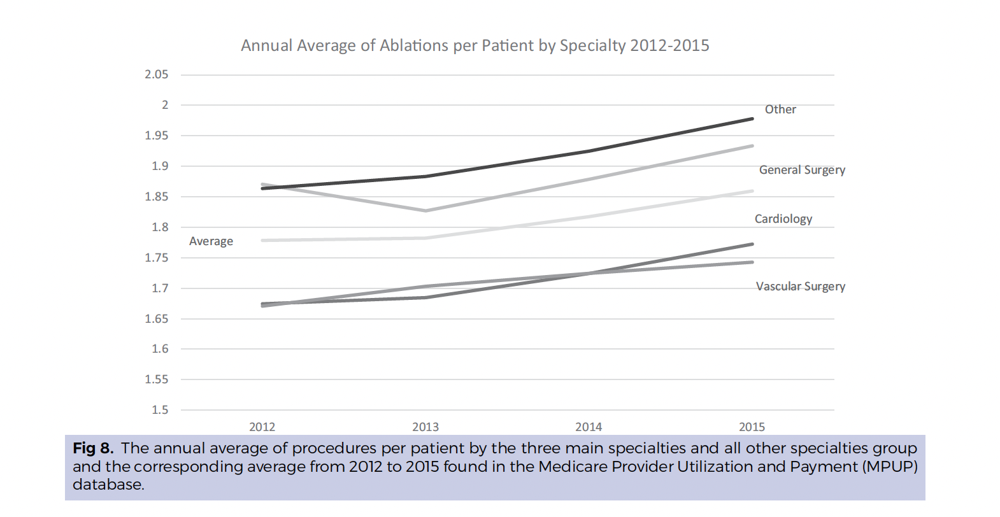 Annual Average of Ablations per Patient by Specialty 2012-2015
2.05
2
1.95
1.9
1.85
1.8
1.75
1.7
1.65
1.6
1.55
1.5
Other
General Surgery
Cardiology
Average
Vascular Surgery
2012 2013 2014 2015
Fig 8. The annual average of procedures per patient by the three main specialties and all other specialties group
and the corresponding average from 2012 to 2015 found in the Medicare Provider Utilization and Payment (MPUP)
database.